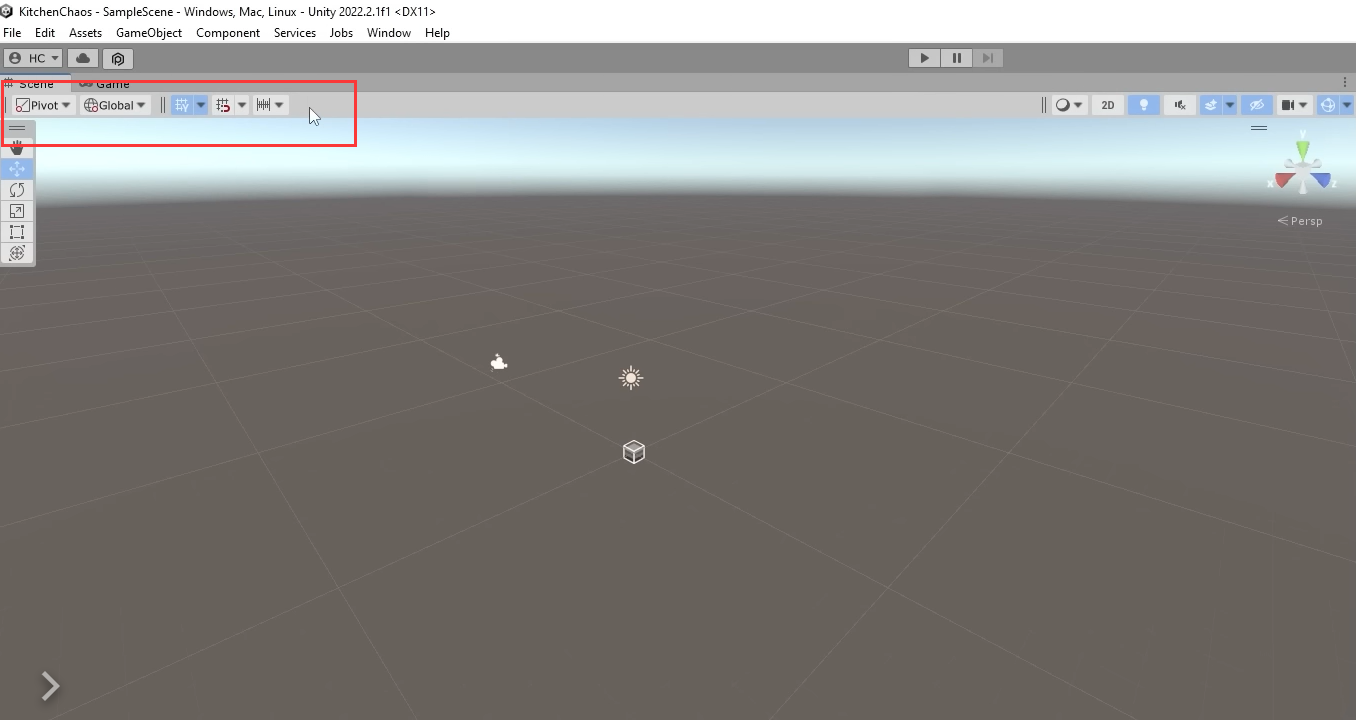 KitchenChaos - SampleScene - Windows, Mac, Linux - Unity 2022.2.1f1 <DX11>
File Edit Assets GameObject Component Services Jobs Window Help
HC
Scene Game
Pivot Global 2D
y
x z
Persp